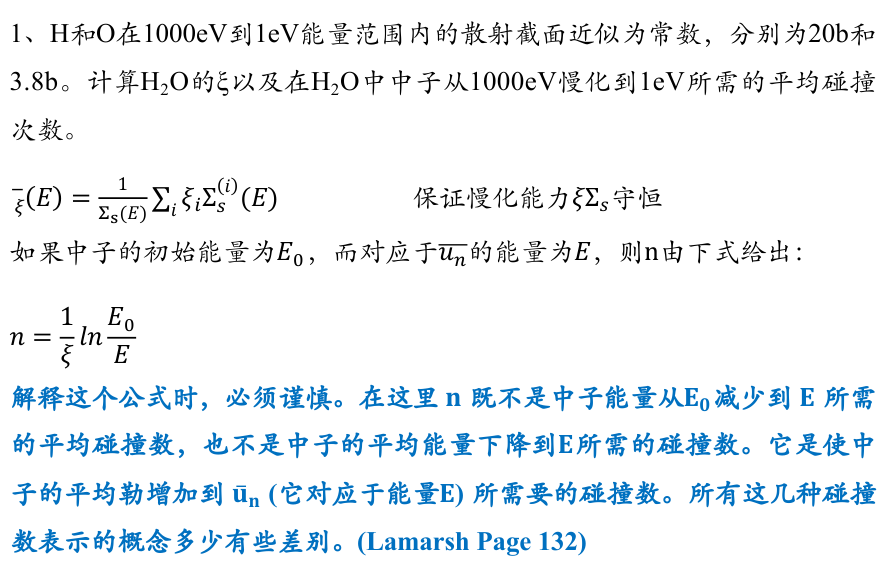 1、H和O在1000eV到1eV能量范围内的散射截面近似为常数，分别为20b和
3.8b。计算H₂O的ξ以及在H₂O中中子从1000eV慢化到1eV所需的平均碰撞
次数。
$\overline{\xi}(E) = \frac{1}{\Sigma_s(E)} \sum_i \xi_i \Sigma_s^{(i)}(E)$ 保证慢化能力$\xi\Sigma_s$守恒
如果中子的初始能量为$E_0$，而对应于$\overline{u_n}$的能量为$E$，则n由下式给出：
$n = \frac{1}{\xi} ln \frac{E_0}{E}$
解释这个公式时，必须谨慎。在这里 n 既不是中子能量从E₀减少到 E 所需
的平均碰撞数，也不是中子的平均能量下降到E所需的碰撞数。它是使中
子的平均勒增加到 $\bar{u}_n$ (它对应于能量E) 所需要的碰撞数。所有这几种碰撞
数表示的概念多少有些差别。(Lamarsh Page 132)